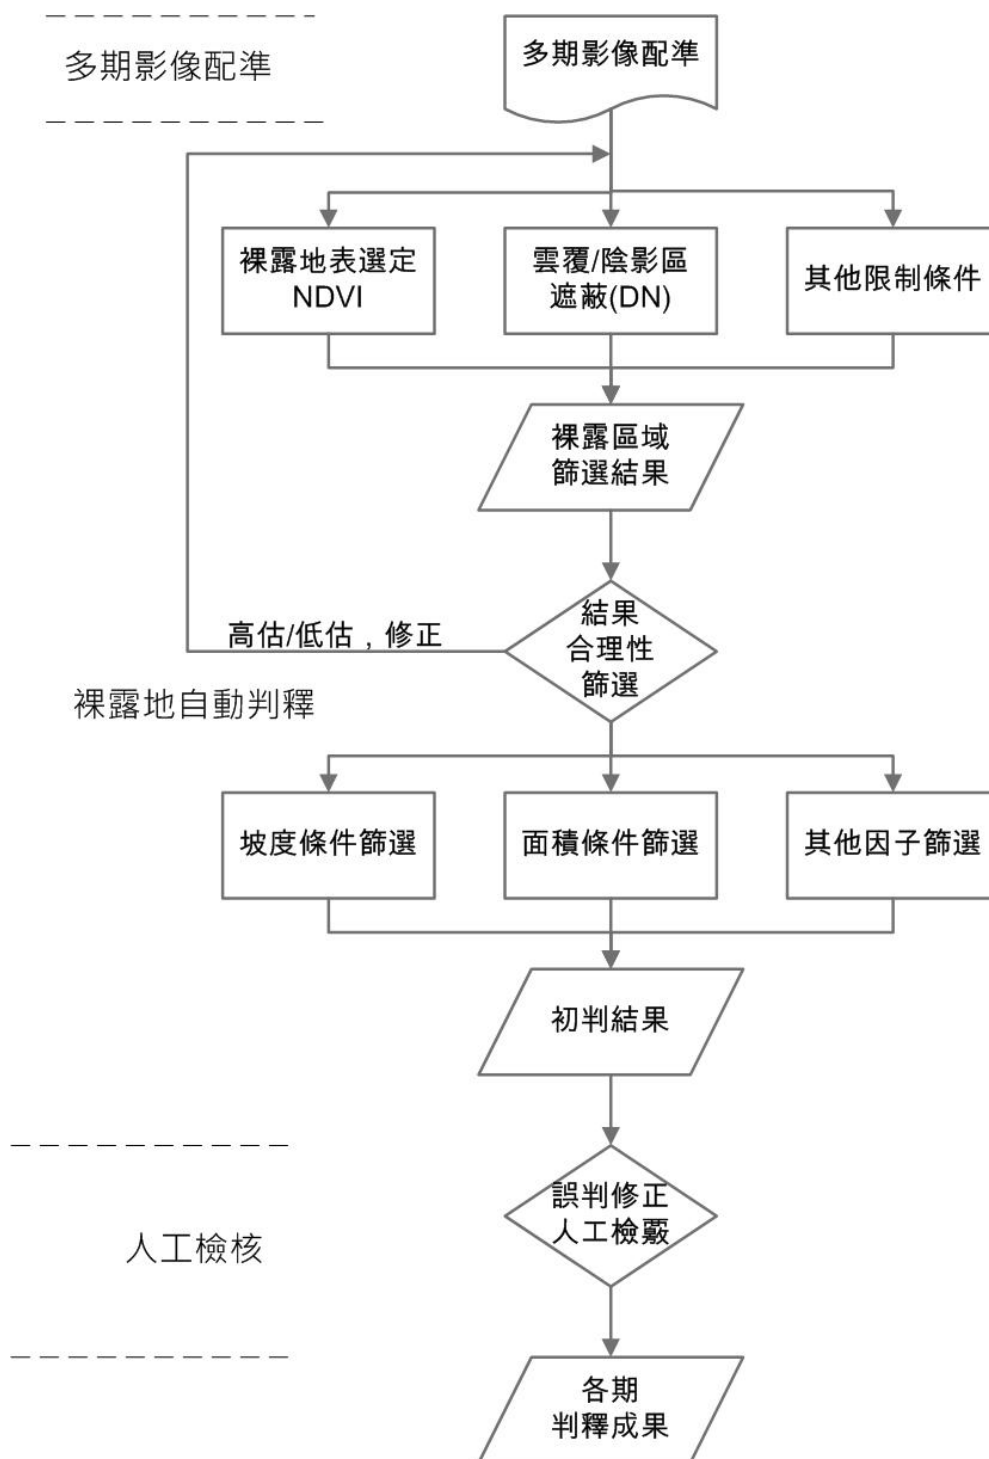 多期影像配準
多期影像配準
裸露地表選定
NDVI
雲覆/陰影區
遮蔽(DN)
其他限制條件
裸露區域
篩選結果
結果
合理性
篩選
高估/低估，修正
裸露地自動判釋
坡度條件篩選
面積條件篩選
其他因子篩選
初判結果
誤判修正
人工檢覈
人工檢核
各期
判釋成果